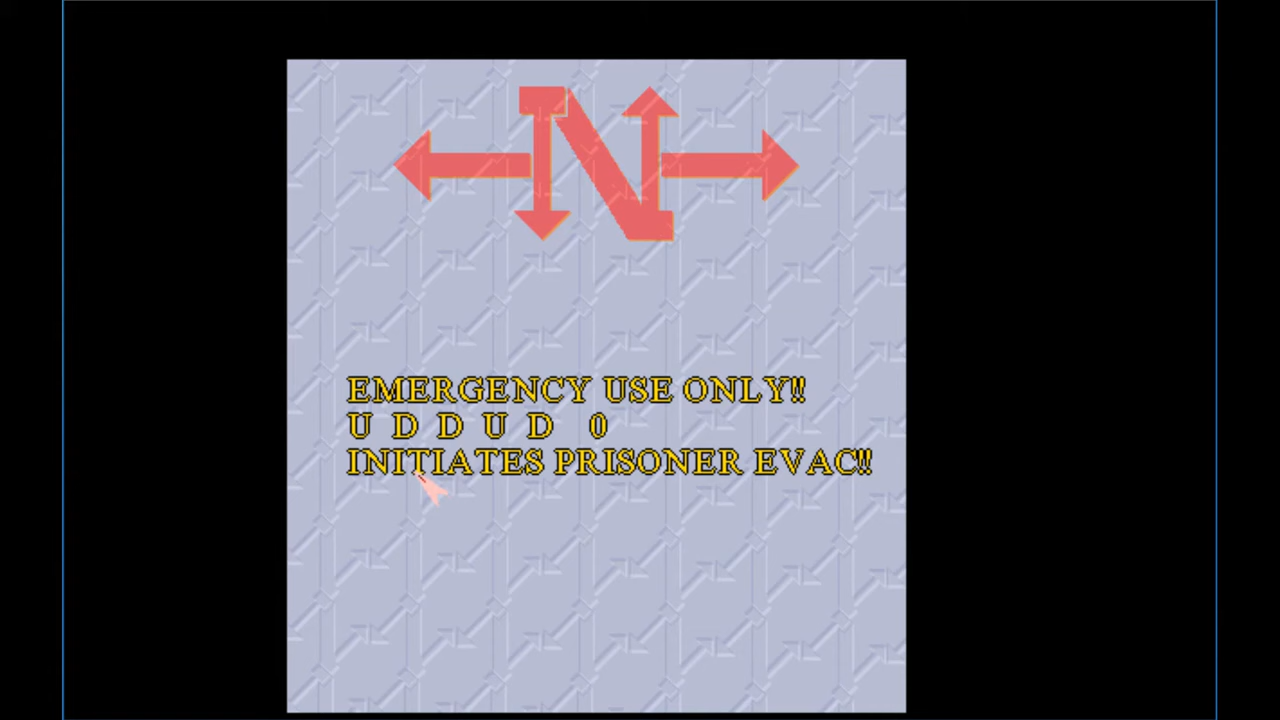 N
EMERGENCY USE ONLY!!
U D D U D 0
INITIATES PRISONER EVAC!!